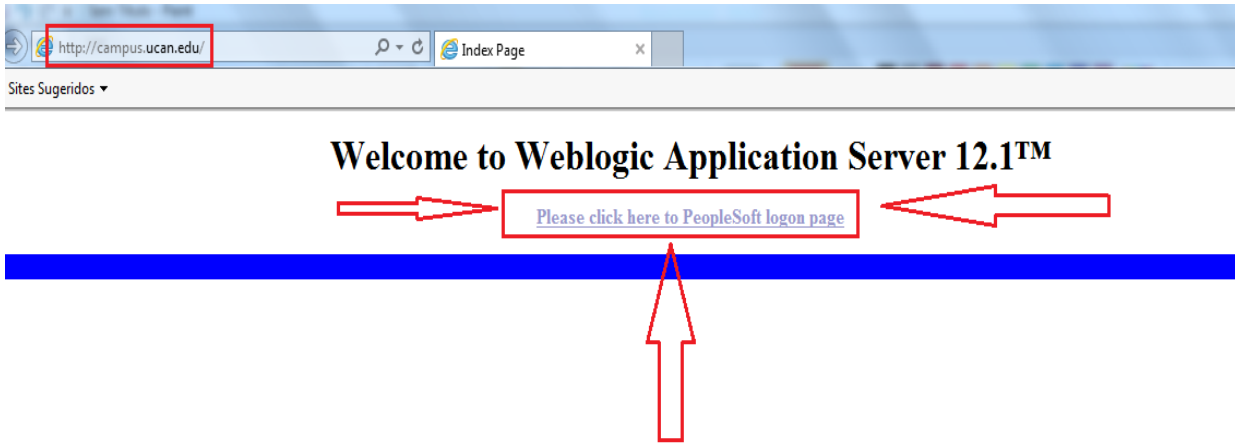 http://campus.ucan.edu/
Index Page
Sites Sugeridos
Welcome to Weblogic Application Server 12.1™
Please click here to PeopleSoft logon page